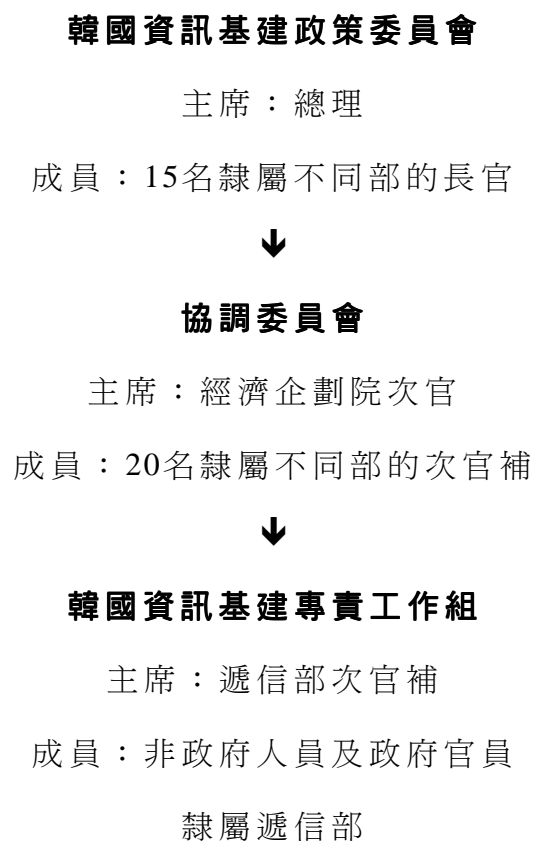 韓國資訊基建政策委員會
主席：總理
成員：15名隸屬不同部的長官
🡻
協調委員會
主席：經濟企劃院次官
成員：20名隸屬不同部的次官補
🡻
韓國資訊基建專責工作組
主席：遞信部次官補
成員：非政府人員及政府官員
隸屬遞信部